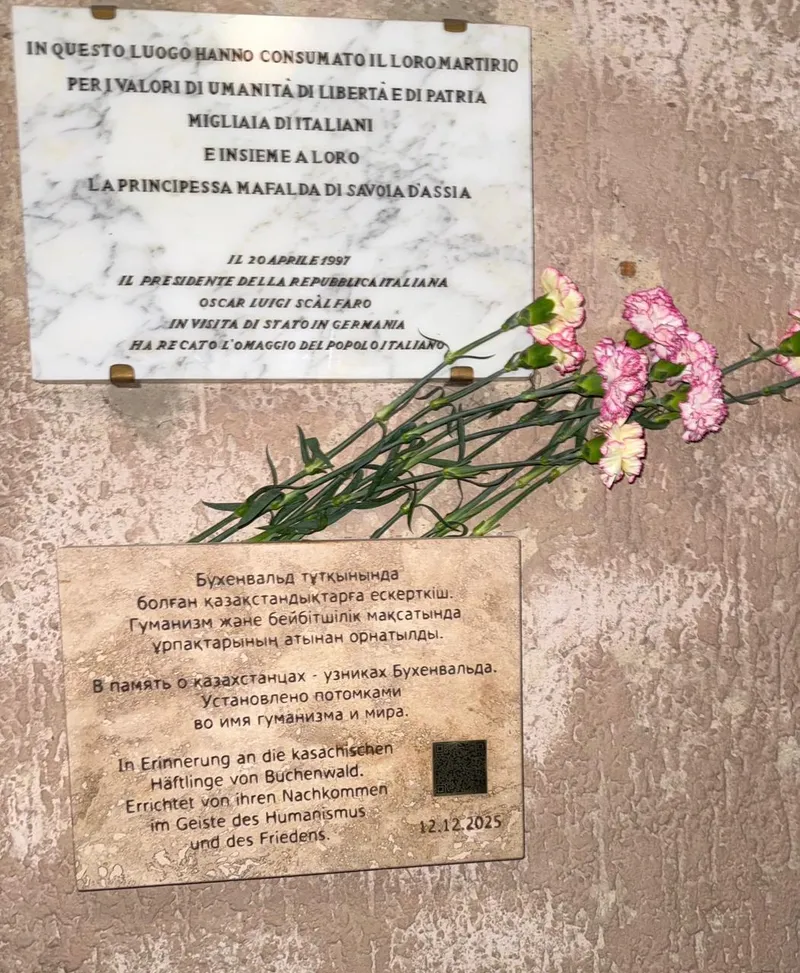 IN QUESTO LUOGO HANNO CONSUMATO IL LORO MARTIRIO
PER I VALORI DI UMANITÀ DI LIBERTÀ E DI PATRIA
MIGLIAIA DI ITALIANI
E INSIEME A LORO
LA PRINCIPESSA MAFALDA DI SAVOIA D'ASSIA
IL 20 APRILE 1997
IL PRESIDENTE DELLA REPUBBLICA ITALIANA
OSCAR LUIGI SCÀLFARO
IN VISITA DI STATO IN GERMANIA
HA RECATO L'OMAGGIO DEL POPOLO ITALIANO
Бухенвальд тұтқынында
болған қазақстандықтарға ескерткіш.
Гуманизм және бейбітшілік мақсатында
ұрпақтарының атынан орнатылды.
В память о қазахстанцах - узниках Бухенвальда.
Установлено потомками
во имя гуманизма и мира.
In Erinnerung an die kasachischen
Häftlinge von Buchenwald.
Errichtet von ihren Nachkommen
im Geiste des Humanismus
und des Friedens.
12.12.2025